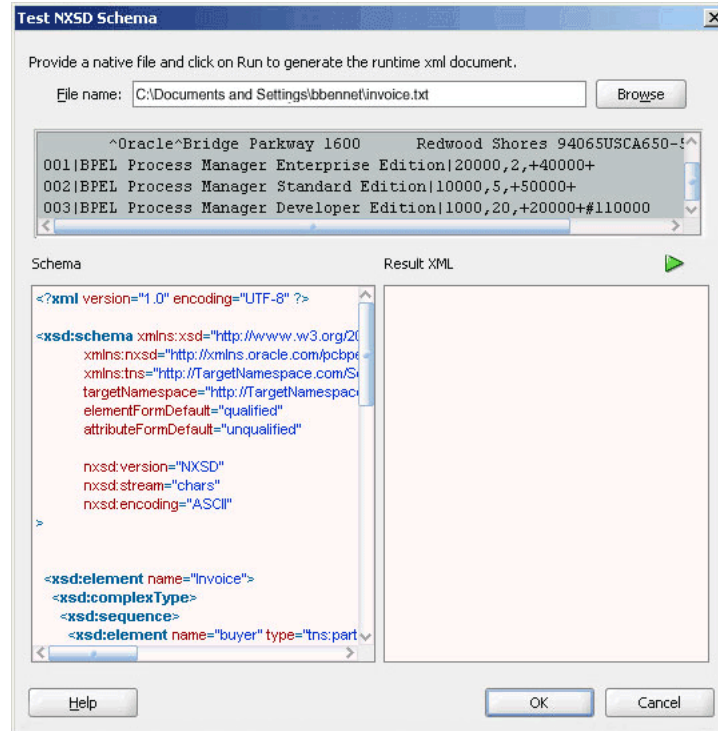 Test NXSD Schema
Provide a native file and click on Run to generate the runtime xml document.
File name: C:\Documents and Settings\bbennet\invoice.txt Browse
^Oracle^Bridge Parkway 1600 Redwood Shores 94065USCA650-5
001|BPEL Process Manager Enterprise Edition|20000,2,+40000+
002|BPEL Process Manager Standard Edition|10000,5,+50000+
003|BPEL Process Manager Developer Edition|1000,20,+20000+#110000
Schema Result XML
<?xml version="1.0" encoding="UTF-8" ?>
<xsd:schema xmlns:xsd="http://www.w3.org/20
xmlns:nxsd="http://xmlns.oracle.com/pcbpe
xmlns:tns="http://TargetNamespace.com/Se
targetNamespace="http://TargetNamespac
elementFormDefault="qualified"
attributeFormDefault="unqualified"
nxsd:version="NXSD"
nxsd:stream="chars"
nxsd:encoding="ASCII"
>
<xsd:element name="Invoice">
<xsd:complexType>
<xsd:sequence>
<xsd:element name="buyer" type="tns:part
Help OK Cancel